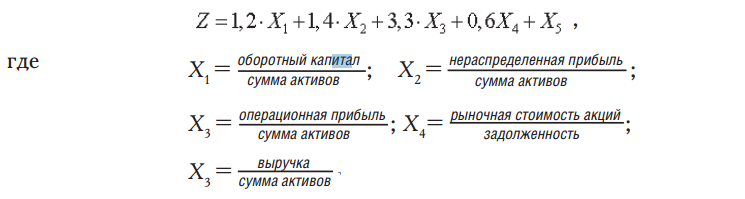 Z = 1,2 · X₁ + 1,4 · X₂ + 3,3 · X₃ + 0,6X₄ + X₅ ,
где
X₁ = оборотный капитал / сумма активов ; X₂ = нераспределенная прибыль / сумма активов ;
X₃ = операционная прибыль / сумма активов ; X₄ = рыночная стоимость акций / задолженность ;
X₃ = выручка / сумма активов .